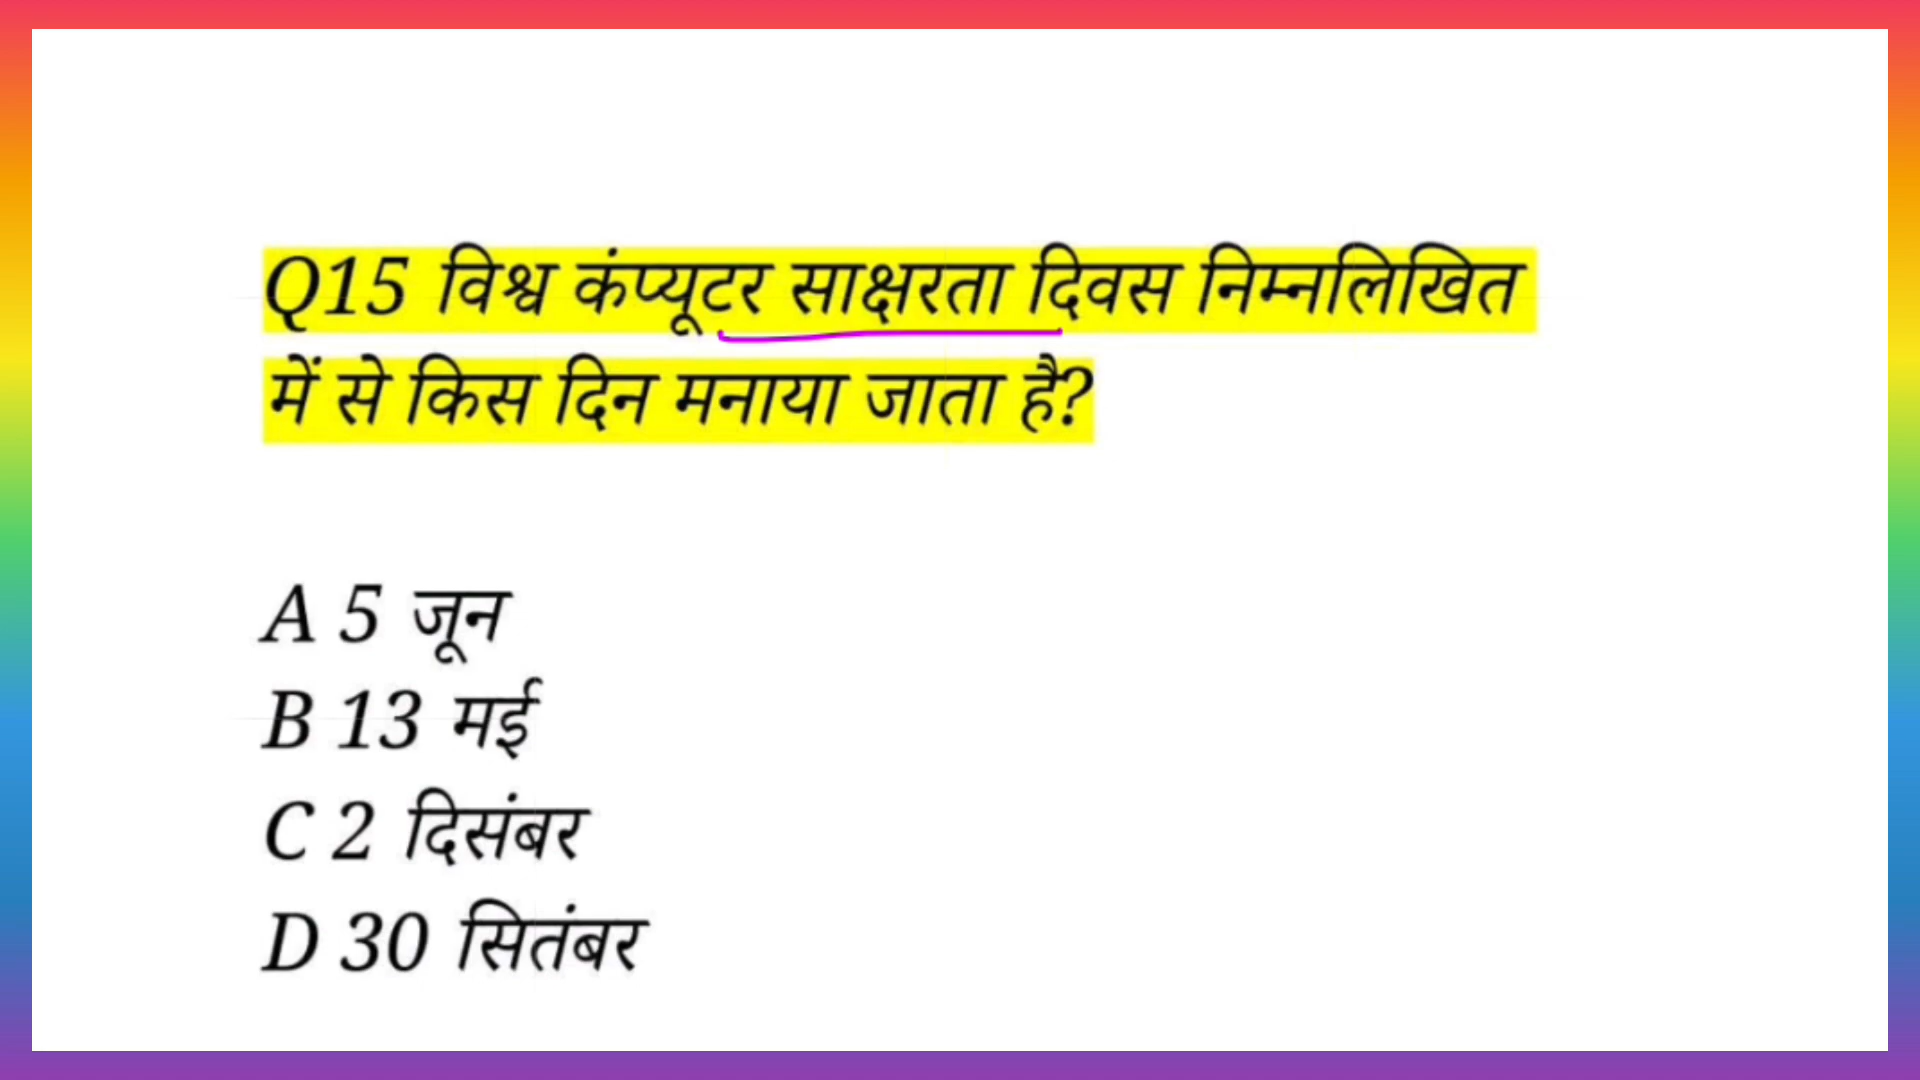 Q15 विश्व कंप्यूटर साक्षरता दिवस निम्नलिखित
में से किस दिन मनाया जाता है?
A 5 जून
B 13 मई
C 2 दिसंबर
D 30 सितंबर